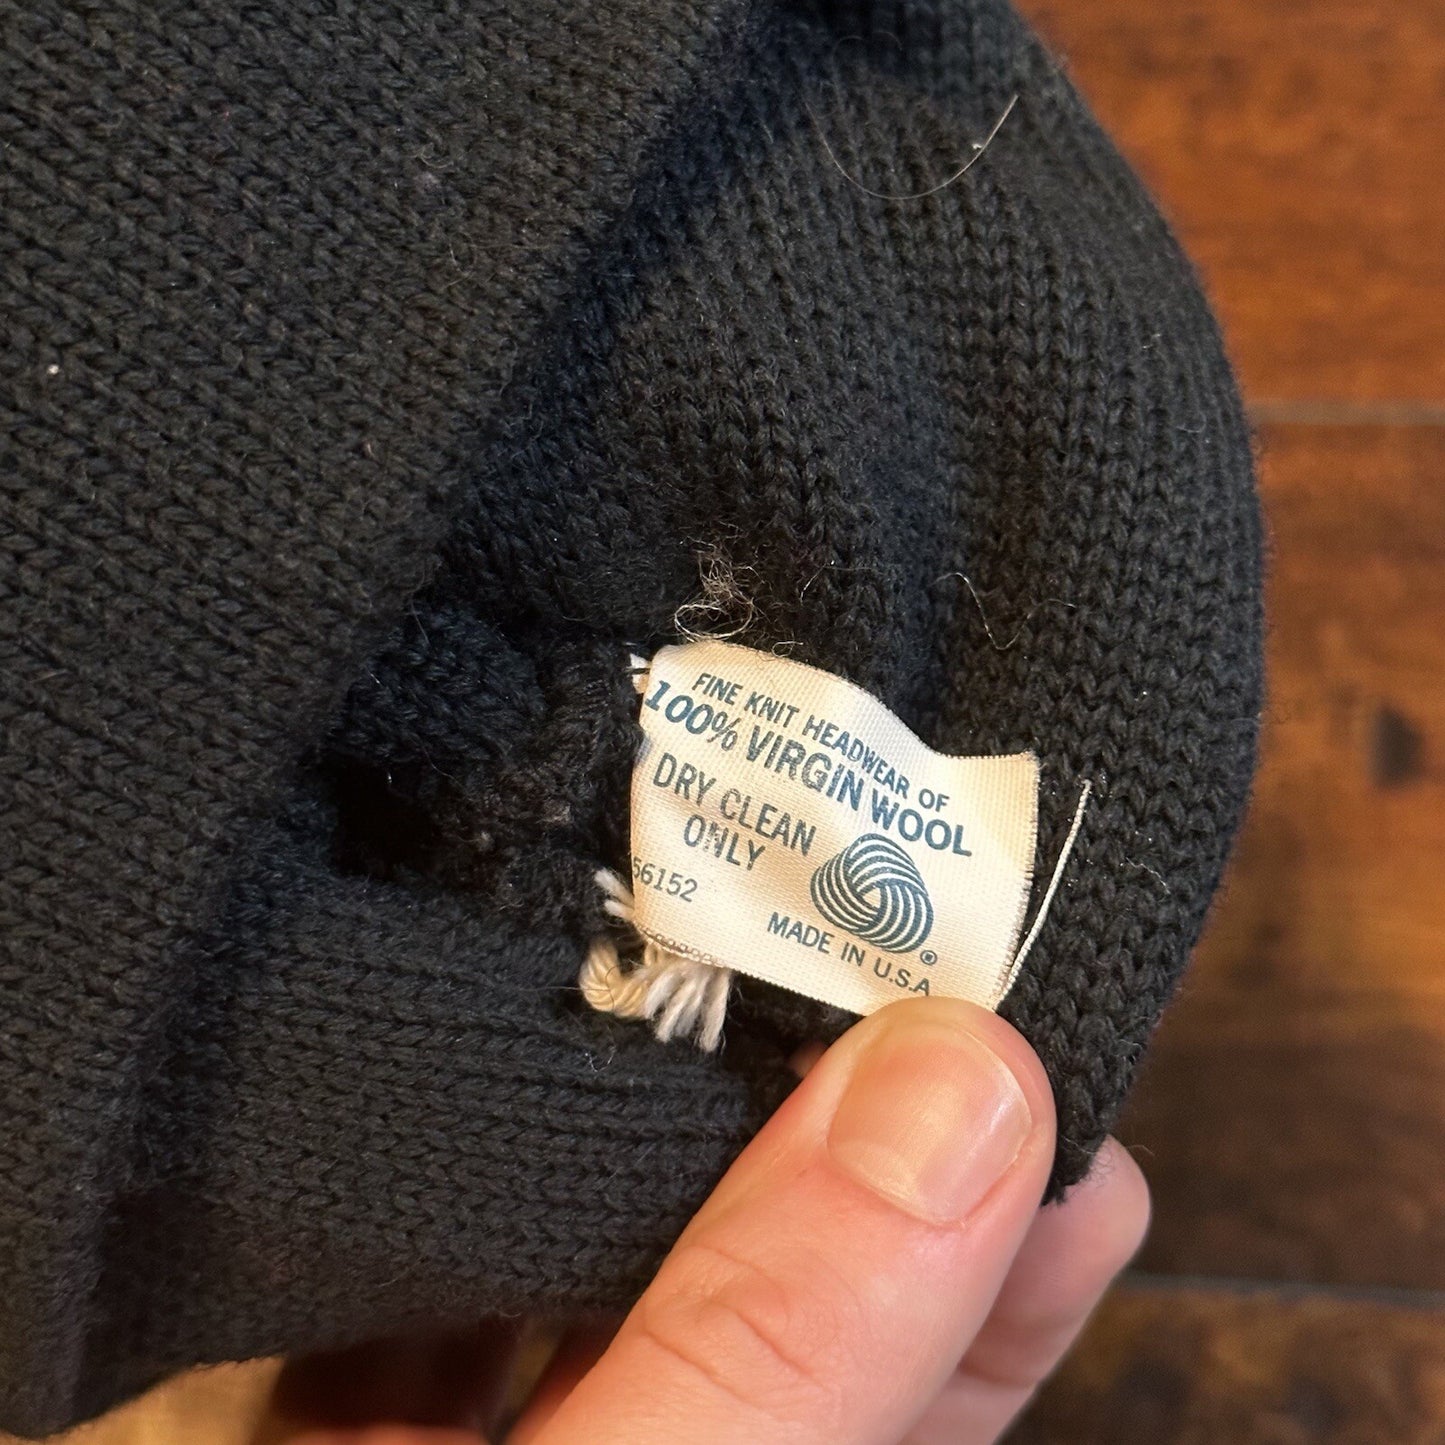 FINE KNIT HEADWEAR OF
100% VIRGIN WOOL
DRY CLEAN
ONLY
56152
®
MADE IN U.S.A